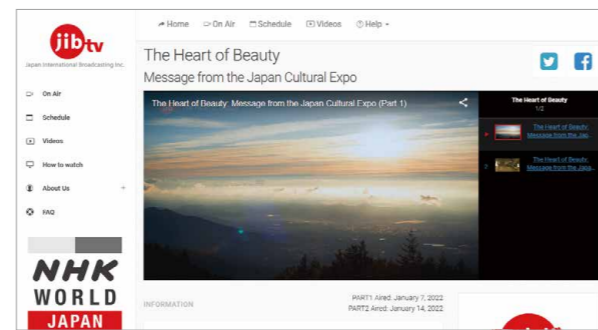 Home
On Air
Schedule
Videos
Help
jibtv
Japan International Broadcasting Inc.
On Air
Schedule
Videos
How to watch
About Us
FAQ
NHK
WORLD
JAPAN
The Heart of Beauty
Message from the Japan Cultural Expo
The Heart of Beauty: Message from the Japan Cultural Expo (Part 1)
The Heart of Beauty
1/2
The Heart of Beauty:
Message from the Jap...
2
The Heart of Beauty:
Message from the Japa...
INFORMATION
PART1 Aired: January 7, 2022
PART2 Aired: January 14, 2022